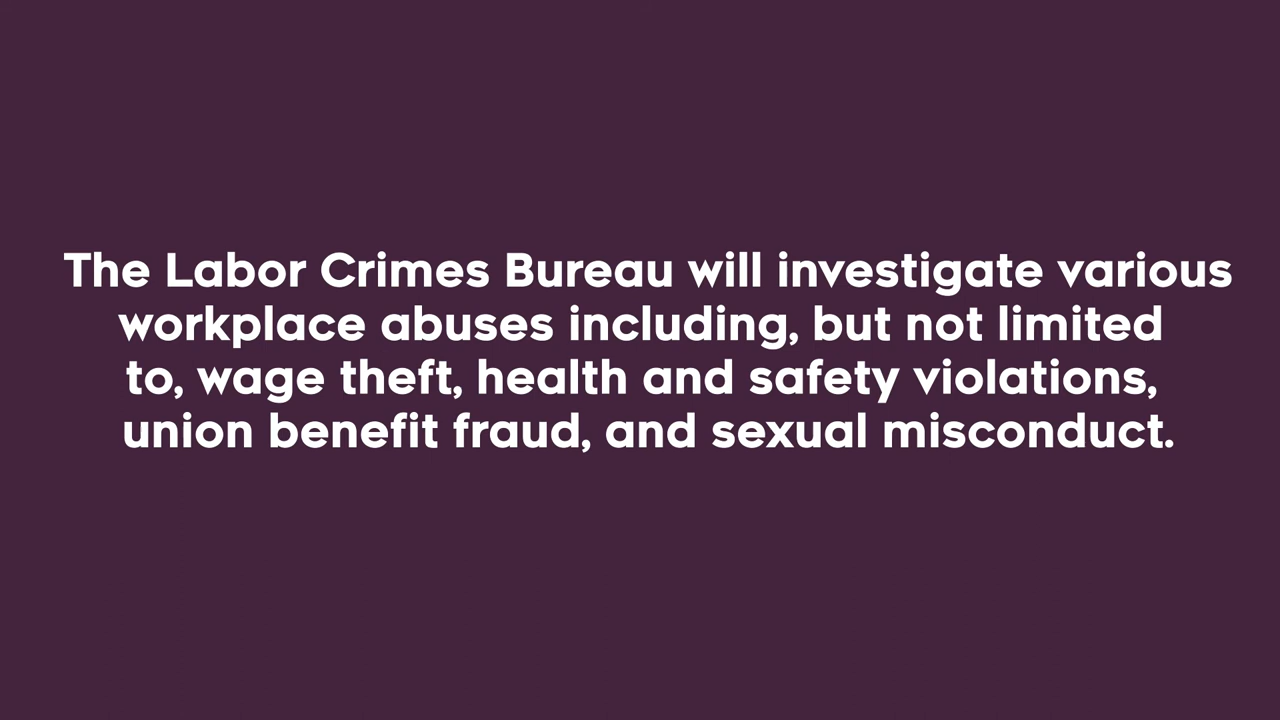 The Labor Crimes Bureau will investigate various
workplace abuses including, but not limited
to, wage theft, health and safety violations,
union benefit fraud, and sexual misconduct.